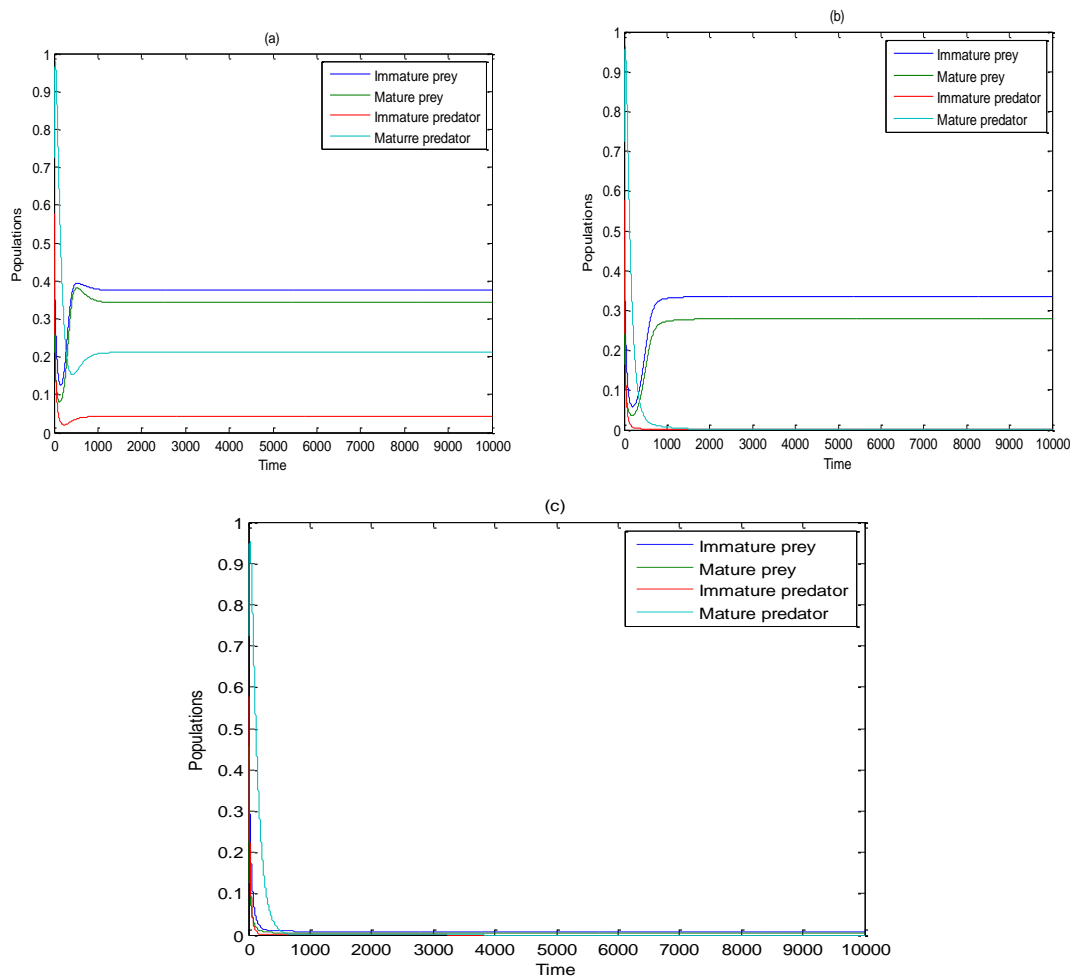 (a)
1
0.9
0.8
0.7
0.6
0.5
0.4
0.3
0.2
0.1
0
Populations
0 1000 2000 3000 4000 5000 6000 7000 8000 9000 10000
Time
Immature prey
Mature prey
Immature predator
Maturre predator
(b)
1
0.9
0.8
0.7
0.6
0.5
0.4
0.3
0.2
0.1
0
Populations
0 1000 2000 3000 4000 5000 6000 7000 8000 9000 10000
Time
Immature prey
Mature prey
Immature predator
Mature predator
(c)
1
0.9
0.8
0.7
0.6
0.5
0.4
0.3
0.2
0.1
0
Populations
0 1000 2000 3000 4000 5000 6000 7000 8000 9000 10000
Time
Immature prey
Mature prey
Immature predator
Mature predator